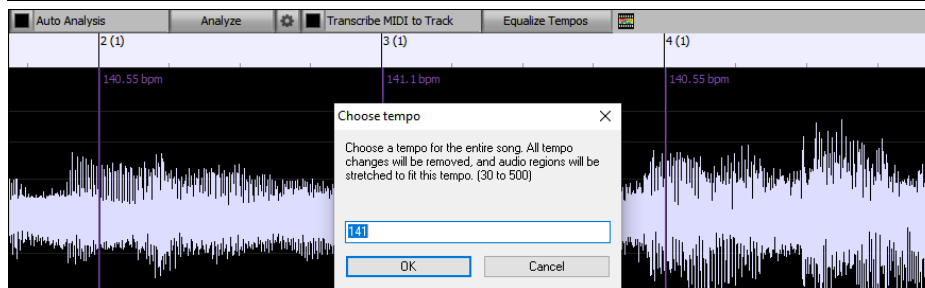 Auto Analysis Analyze Transcribe MIDI to Track Equalize Tempos
2 (1) 3 (1) 4 (1)
140.55 bpm 141.1 bpm 140.55 bpm
Choose tempo
Choose a tempo for the entire song. All tempo
changes will be removed, and audio regions will be
stretched to fit this tempo. (30 to 500)
141
OK Cancel